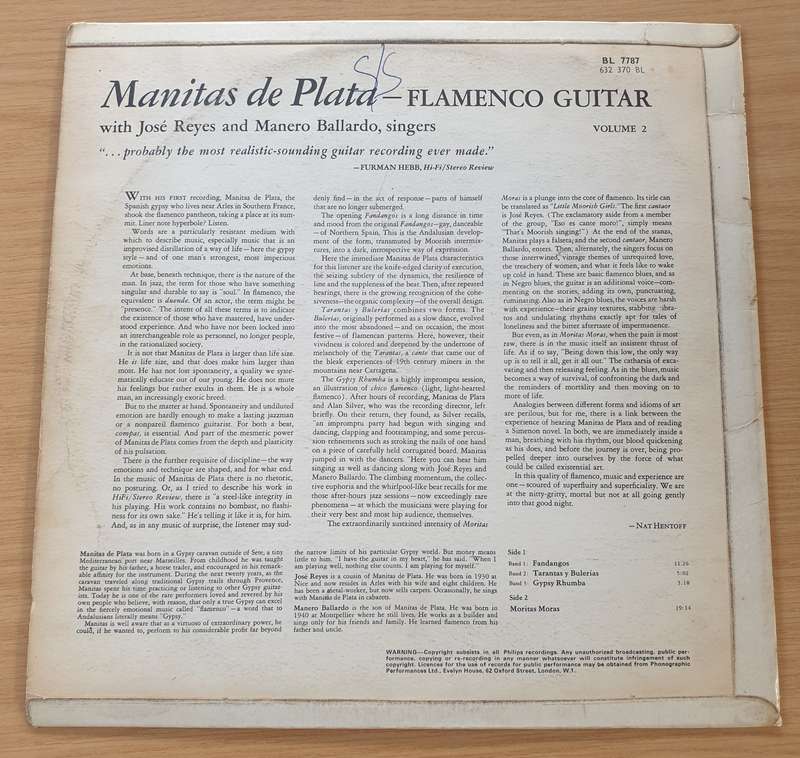 BL 7787
632 370 BL
S/S
Manitas de Plata—FLAMENCO GUITAR
with José Reyes and Manero Ballardo, singers
VOLUME 2
“...probably the most realistic-sounding guitar recording ever made.”
—FURMAN HEBB, Hi-Fi/Stereo Review
WITH HIS FIRST recording, Manitas de Plata, the
Spanish gypsy who lives near Arles in Southern France,
shook the flamenco pantheon, taking a place at its sum-
mit. Liner note hyperbole? Listen.
Words are a particularly resistant medium with
which to describe music, especially music that is an
improvised distillation of a way of life—here the gypsy
style—and of one man's strongest, most imperious
emotions.
At base, beneath technique, there is the nature of the
man. In jazz, the term for those who have something
singular and durable to say is "soul." In flamenco, the
equivalent is duende. Of an actor, the term might be
"presence." The intent of all these terms is to indicate
the existence of those who have mastered, have under-
stood experience. And who have not been locked into
an interchangeable role as personnel, no longer people,
in the rationalized society.
It is not that Manitas de Plata is larger than life size.
He is life size, and that does make him larger than
most. He has not lost spontaneity, a quality we syste-
matically educate out of our young. He does not mute
his feelings but rather exults in them. He is a whole
man, an increasingly exotic breed.
But to the matter at hand. Spontaneity and undiluted
emotion are hardly enough to make a lasting jazzman
or a nonpareil flamenco guitarist. For both a beat,
compas, is essential. And part of the mesmeric power
of Manitas de Plata comes from the depth and plasticity
of his pulsation.
There is the further requisite of discipline—the way
emotions and technique are shaped, and for what end.
In the music of Manitas de Plata there is no rhetoric,
no posturing. Or, as I tried to describe his work in
HiFi/Stereo Review, there is "a steel-like integrity in
his playing. His work contains no bombast, no flashi-
ness for its own sake." He's telling it like it is, for him.
And, as in any music of surprise, the listener may sud-
denly find—in the act of response—parts of himself
that are no longer submerged.
The opening Fandangos is a long distance in time
and mood from the original Fandangos—gay, danceable
—of Northern Spain. This is the Andalusian develop-
ment of the form, transmuted by Moorish intermix-
tures, into a dark, introspective way of expression.
Here the immediate Manitas de Plata characteristics
for this listener are the knife-edged clarity of execution,
the seizing subtlety of the dynamics, the resilience of
line and the suppleness of the beat. Then, after repeated
hearings, there is the growing recognition of the cohe-
siveness—the organic complexity—of the overall design.
Tarantas y Bulerias combines two forms. The
Bulerias, originally performed as a slow dance, evolved
into the most abandoned—and on occasion, the most
festive—of flamencan patterns. Here, however, their
vividness is colored and deepened by the undertone of
melancholy of the Tarantas, a cante that came out of
the bleak experiences of 19th century miners in the
mountains near Cartagena.
The Gypsy Rhumba is a highly impromptu session,
an illustration of chico flamenco (light, light-hearted
flamenco). After hours of recording, Manitas de Plata
and Alan Silver, who was the recording director, left
briefly. On their return, they found, as Silver recalls,
"an impromptu party had begun with singing and
dancing, clapping and footstamping, and some percus-
sion refinements such as stroking the nails of one hand
on a piece of carefully held corrugated board. Manitas
jumped in with the dancers. "Here you can hear him
singing as well as dancing along with José Reyes and
Manero Ballardo. The climbing momentum, the collec-
tive euphoria and the whirlpool-like beat recalls for me
those after-hours jazz sessions—now exceedingly rare
phenomena—at which the musicians were playing for
their very best and most hip audience, themselves.
The extraordinarily sustained intensity of Moritas
Moras is a plunge into the core of flamenco. Its title can
be translated as "Little Moorish Girls." The first cantaor
is José Reyes. (The exclamatory aside from a member
of the group, "Eso es cante moro!", simply means
"That's Moorish singing!") At the end of the stanzas,
Manitas plays a falseta; and the second cantaor, Manero
Ballardo, enters. Then, alternately, the singers focus on
those intertwined, vintage themes of unrequited love,
the treachery of women, and what it feels like to wake
up cold in hand. These are basic flamenco blues, and as
in Negro blues, the guitar is an additional voice—com-
menting on the stories, adding its own, punctuating,
ruminating. Also as in Negro blues, the voices are harsh
with experience—their grainy textures, stabbing vibra-
tos and undulating rhythms exactly apt for tales of
loneliness and the bitter aftertaste of impermanence.
But even, as in Moritas Moras, when the pain is most
raw, there is in the music itself an insistent thrust of
life. As if to say, "Being down this low, the only way
up is to tell it all, get it all out." The catharsis of exca-
vating and then releasing feeling. As in the blues, music
becomes a way of survival, of confronting the dark and
the reminders of mortality and then moving on to
more of life.
Analogies between different forms and idioms of art
are perilous, but for me, there is a link between the
experience of hearing Manitas de Plata and of reading
a Simenon novel. In both, we are immediately inside a
man, breathing with his rhythm, our blood quickening
as his does, and before the journey is over, being pro-
pelled deeper into ourselves by the force of what
could be called existential art.
In this quality of flamenco, music and experience are
one—scoured of superfluity and superficiality. We are
at the nitty-gritty, mortal but not at all going gently
into that good night.
—NAT HENTOFF
Manitas de Plata was born in a Gypsy caravan outside of Sete, a tiny
Mediterranean port near Marseilles. From childhood he was taught
the guitar by his father, a horse trader, and encouraged in his remark-
able affinity for the instrument. During the next twenty years, as the
caravan traveled along traditional Gypsy trails through Provence,
Manitas spent his time practicing or listening to other Gypsy guitar-
ists. Today he is one of the rare performers loved and revered by his
own people who believe, with reason, that only a true Gypsy can excel
in the fiercely emotional music called "flamenco"—a word that to
Andalusians literally means "Gypsy."
Manitas is well aware that as a virtuoso of extraordinary power, he
could, if he wanted to, perform to his considerable profit far beyond
the narrow limits of his particular Gypsy world. But money means
little to him. "I have the guitar in my heart," he has said. "When I
am playing well, nothing else counts. I am playing for myself."
José Reyes is a cousin of Manitas de Plata. He was born in 1930 at
Nice and now resides in Arles with his wife and eight children. He
has been a metal-worker, but now sells carpets. Occasionally, he sings
with Manitas de Plata in cabarets.
Manero Ballardo is the son of Manitas de Plata. He was born in
1940 at Montpellier where he still lives. He works as a builder and
sings only for his friends and family. He learned flamenco from his
father and uncle.
Side 1
Band 1: Fandangos 11:26
Band 2: Tarantas y Bulerias 5:02
Band 3: Gypsy Rhumba 3:18
Side 2
Moritas Moras 19:14
WARNING—Copyright subsists in all Philips recordings. Any unauthorized broadcasting, public per-
formance, copying or re-recording in any manner whatsoever will constitute infringement of such
copyright. Licences for the use of records for public performance may be obtained from Phonographic
Performances Ltd., Evelyn House, 62 Oxford Street, London, W.1.